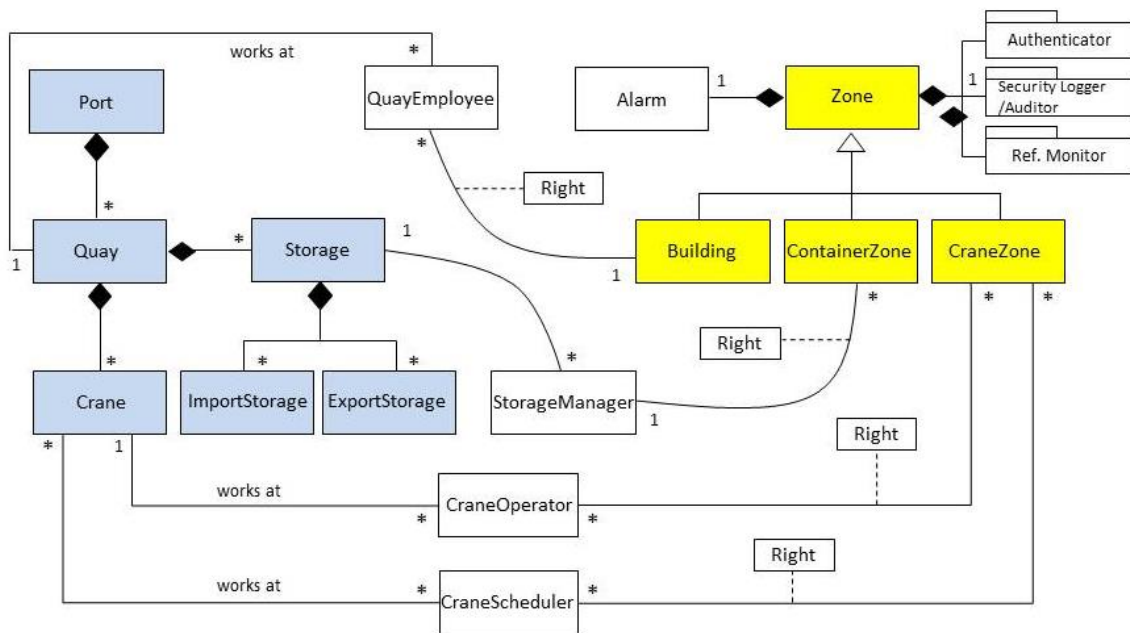 works at
*
Authenticator
Port
QuayEmployee
Alarm
1
Zone
1
Security Logger
/Auditor
*
Ref. Monitor
Right
*
Quay
*
Storage
1
Building
ContainerZone
CraneZone
1
1
*
*
*
Right
*
*
*
*
Crane
ImportStorage
ExportStorage
StorageManager
1
*
1
Right
works at
*
CraneOperator
*
Right
works at
*
CraneScheduler
*